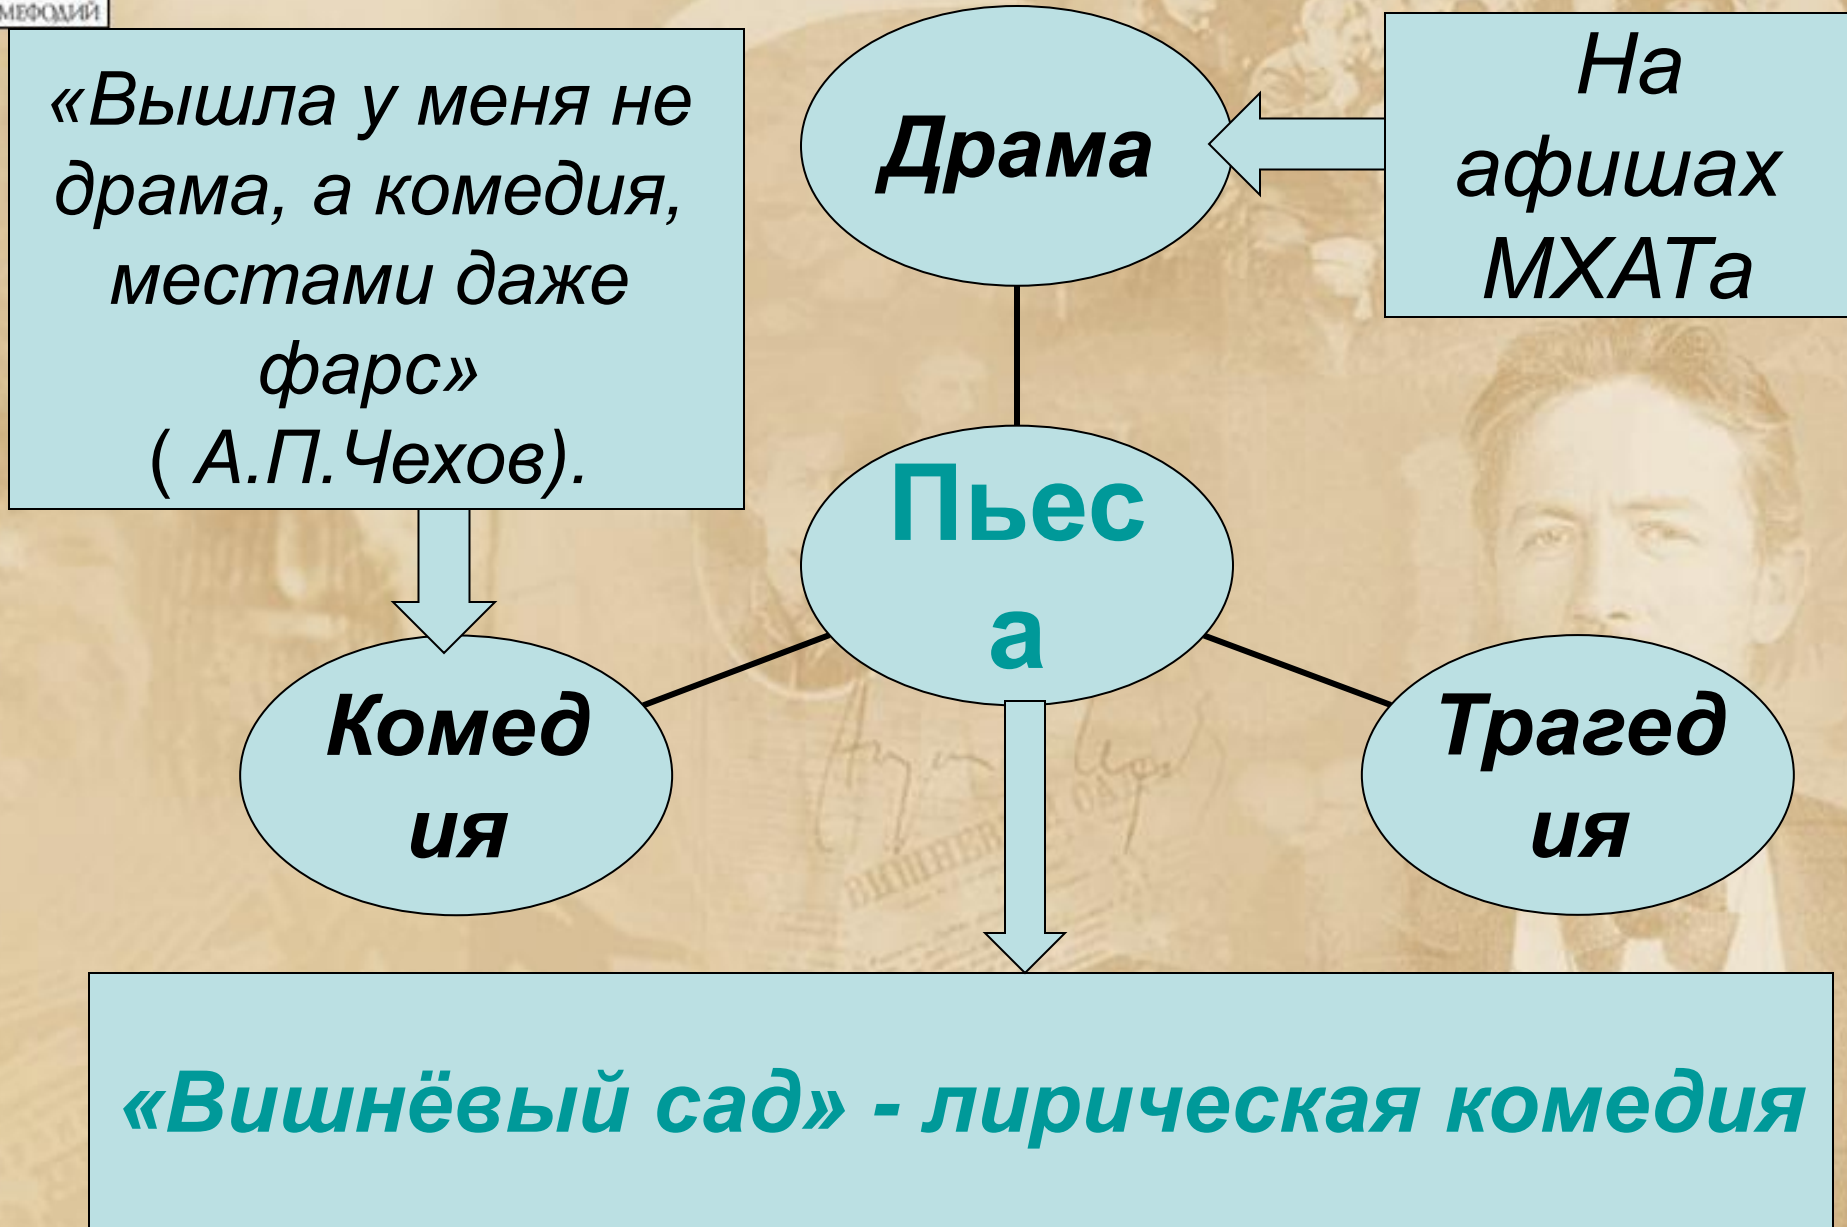 МЕФОДИЙ
«Вышла у меня не
драма, а комедия,
местами даже
фарс»
( А.П.Чехов).
Драма
На
афишах
МХАТа
Пьес
а
Комед
ия
Трагед
ия
«Вишнёвый сад» - лирическая комедия